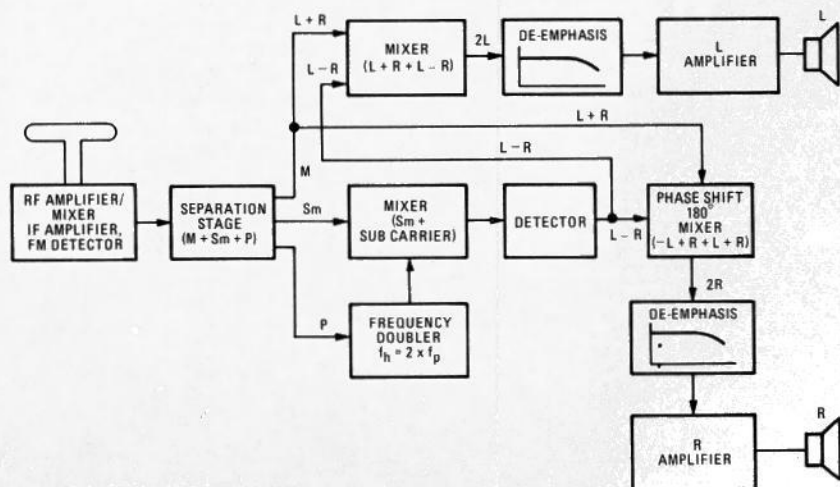 L + R
L – R
MIXER
(L + R + L – R)
2L
DE-EMPHASIS
L
AMPLIFIER
L
L + R
L – R
M
RF AMPLIFIER/
MIXER
IF AMPLIFIER,
FM DETECTOR
SEPARATION
STAGE
(M + Sm + P)
Sm
MIXER
(Sm +
SUB CARRIER)
DETECTOR
L – R
PHASE SHIFT
180°
MIXER
(–L + R + L + R)
P
FREQUENCY
DOUBLER
fh = 2 x fp
2R
DE-EMPHASIS
R
AMPLIFIER
R